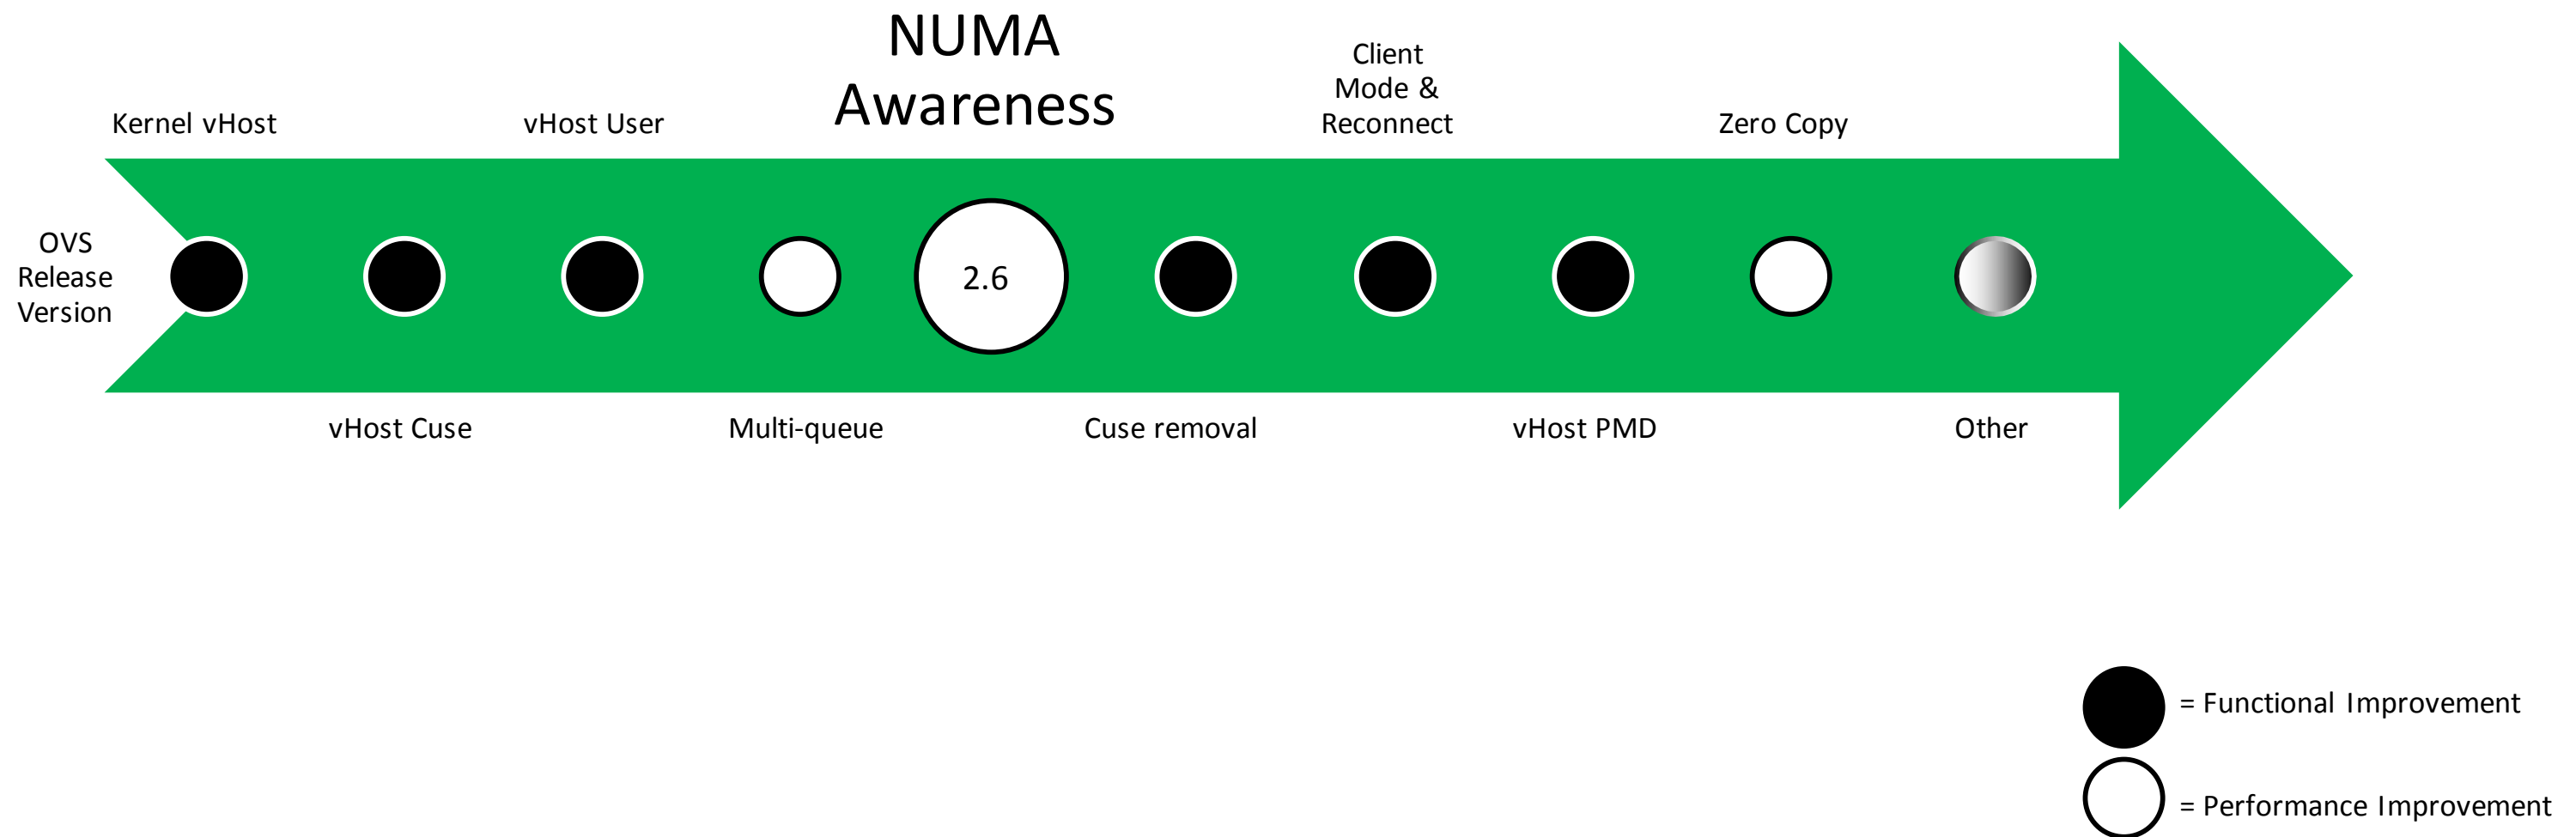 NUMA
Awareness
Client
Mode &
Reconnect
Kernel vHost
vHost User
Zero Copy
OVS
Release
Version
2.6
vHost Cuse
Multi-queue
Cuse removal
vHost PMD
Other
= Functional Improvement
= Performance Improvement